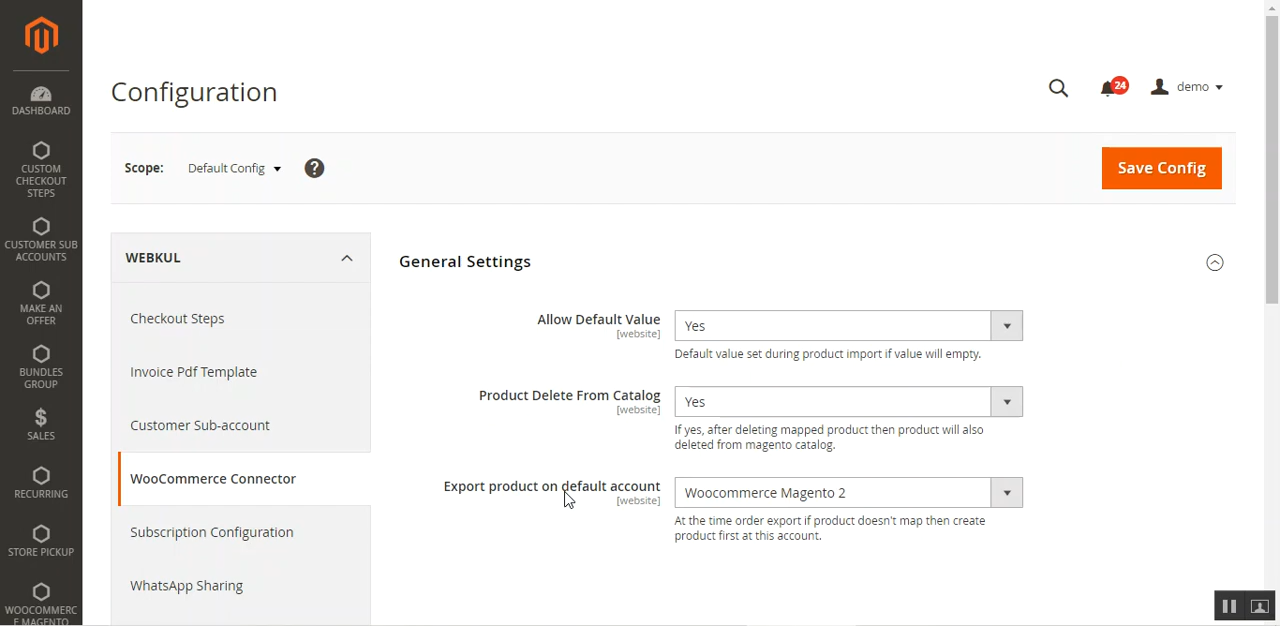 DASHBOARD
CUSTOM
CHECKOUT
STEPS
CUSTOMER SUB
ACCOUNTS
MAKE AN
OFFER
BUNDLES
GROUP
$
SALES
RECURRING
STORE PICKUP
WOOCOMMERC
E MAGENTO
Configuration
24
demo
Scope: Default Config ?
Save Config
WEBKUL
Checkout Steps
Invoice Pdf Template
Customer Sub-account
WooCommerce Connector
Subscription Configuration
WhatsApp Sharing
General Settings
Allow Default Value
[website]
Yes
Default value set during product import if value will empty.
Product Delete From Catalog
[website]
Yes
If yes, after deleting mapped product then product will also
deleted from magento catalog.
Export product on default account
[website]
Woocommerce Magento 2
At the time order export if product doesn't map then create
product first at this account.